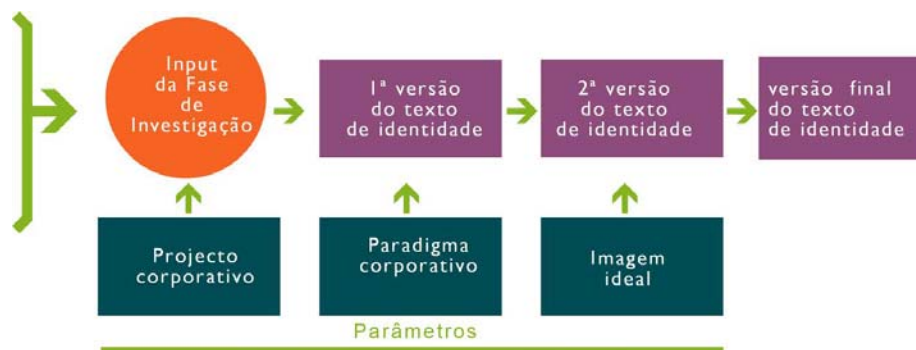 Input
da Fase
de
Investigação
1ª versão
do texto
de identidade
2ª versão
do texto
de identidade
versão final
do texto
de identidade
Projecto
corporativo
Paradigma
corporativo
Imagem
ideal
Parâmetros